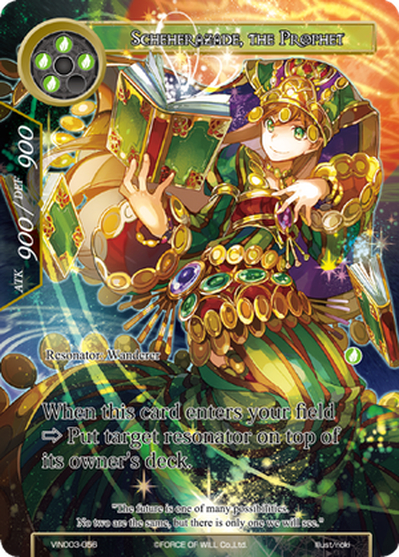 Scheherazade, the Prophet
ATK 900 / DEF 900
Resonator: Wanderer
When this card enters your field
⇨ Put target resonator on top of
its owner's deck.
"The future is one of many possibilities.
No two are the same, but there is only one we will see."
VIN003-056 ©FORCE OF WILL Co.,Ltd. Illust/noki